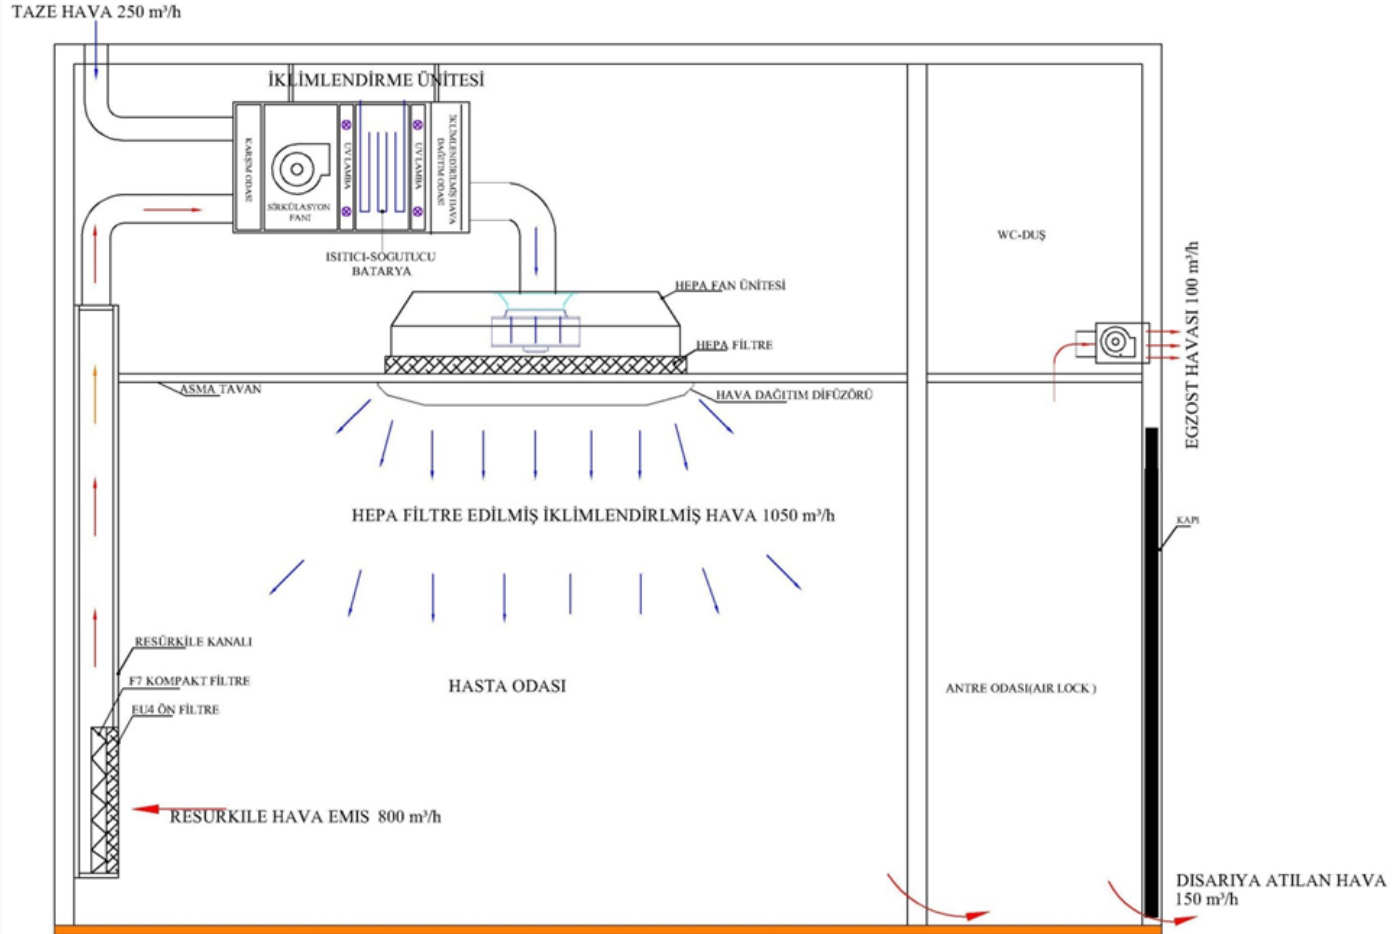 TAZE HAVA 250 m³/h
İKLİMLENDİRME ÜNİTESİ
KARŞIM ODASI
SİRKÜLASYON
FANI
UV LAMBA
UV LAMBA
İKLİMLENDİRİLMİŞ HAVA
DAĞITIM ODASI
ISITICI-SOGUTUCU
BATARYA
WC-DUŞ
HEPA FAN ÜNİTESİ
HEPA FİLTRE
EGZOST HAVASI 100 m³/h
ASMA TAVAN
HAVA DAĞITIM DİFÜZÖRÜ
HEPA FİLTRE EDİLMİŞ İKLİMLENDİRLMİŞ HAVA 1050 m³/h
KAPI
RESÜRKİLE KANALI
F7 KOMPAKT FİLTRE
EU4 ÖN FİLTRE
HASTA ODASI
ANTRE ODASI(AIR LOCK )
RESURKILE HAVA EMIS 800 m³/h
DISARIYA ATILAN HAVA
150 m³/h